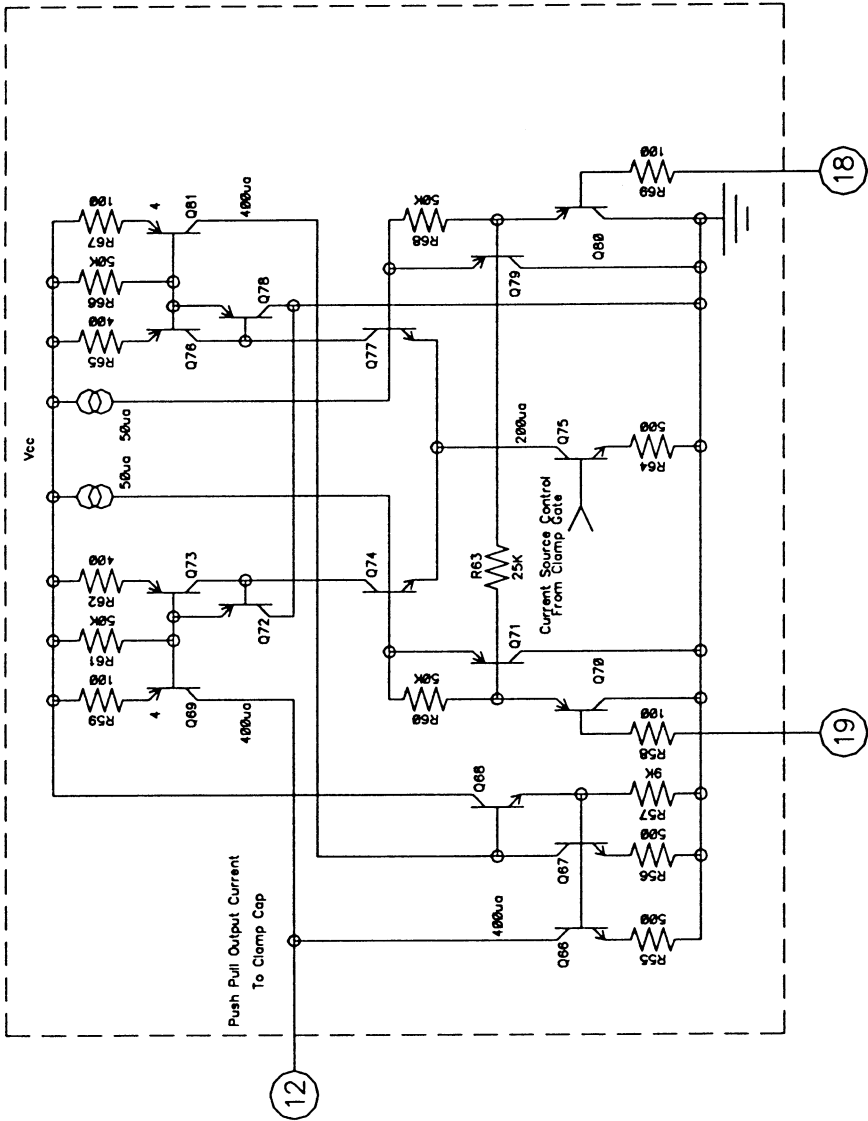 Vcc
100
R59
50K
R61
400
R62
50ua
50ua
400
R65
50K
R66
100
R67
4
Q69
400ua
Q72
Q73
Q76
Q78
4
Q81
400ua
Push Pull Output Current
To Clamp Cap
12
Q68
Q74
Q77
50K
R60
R63
25K
50K
R68
400ua
Q66
Q67
Q70
Q71
200ua
Q75
Q79
Q80
Current Source Control
From Clamp Gate
500
R55
500
R56
9K
R57
100
R58
500
R64
100
R69
19
18